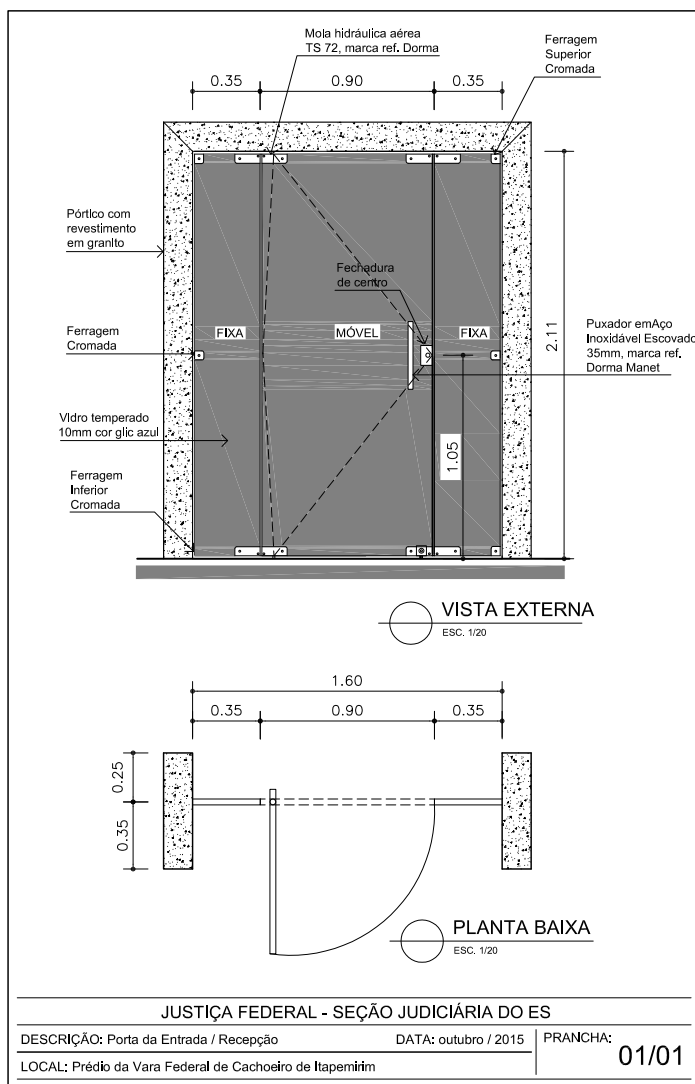 Mola hidráulica aérea
TS 72, marca ref. Dorma
Ferragem
Superior
Cromada
0.35
0.90
0.35
Pórtico com
revestimento
em granito
Fechadura
de centro
FIXA
MÓVEL
FIXA
2.11
Ferragem
Cromada
Puxador emAço
Inoxidável Escovado
35mm, marca ref.
Dorma Manet
Vidro temperado
10mm cor glic azul
1.05
Ferragem
Inferior
Cromada
VISTA EXTERNA
ESC. 1/20
1.60
0.35
0.90
0.35
0.25
0.35
PLANTA BAIXA
ESC. 1/20
JUSTIÇA FEDERAL - SEÇÃO JUDICIÁRIA DO ES
DESCRIÇÃO: Porta da Entrada / Recepção
DATA: outubro / 2015
PRANCHA:
01/01
LOCAL: Prédio da Vara Federal de Cachoeiro de Itapemirim